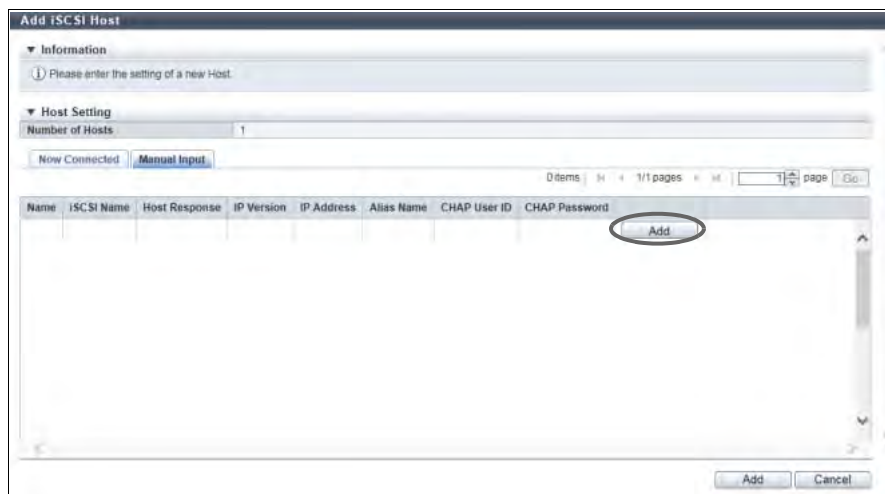 Add iSCSI Host
Information
Please enter the setting of a new Host.
Host Setting
Number of Hosts 1
Now Connected Manual Input
0 items 1/1 pages 1 page Go
Name iSCSI Name Host Response IP Version IP Address Alias Name CHAP User ID CHAP Password
Add
Add Cancel